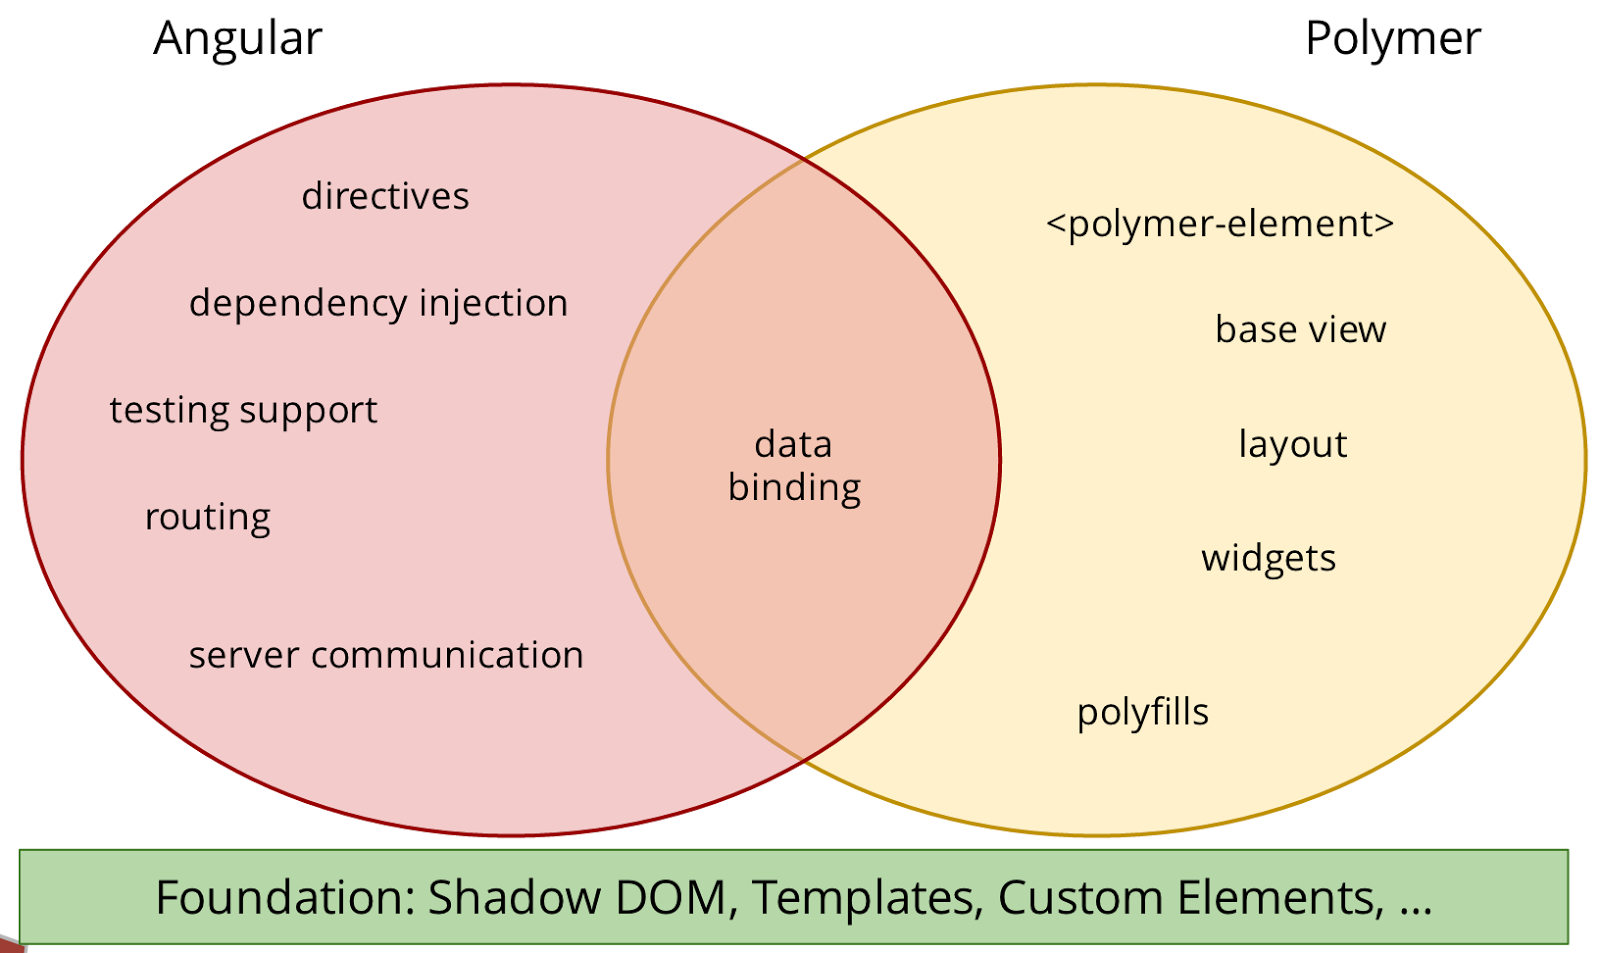 Angular
Polymer
directives
dependency injection
testing support
routing
server communication
data
binding
<polymer-element>
base view
layout
widgets
polyfills
Foundation: Shadow DOM, Templates, Custom Elements, ...